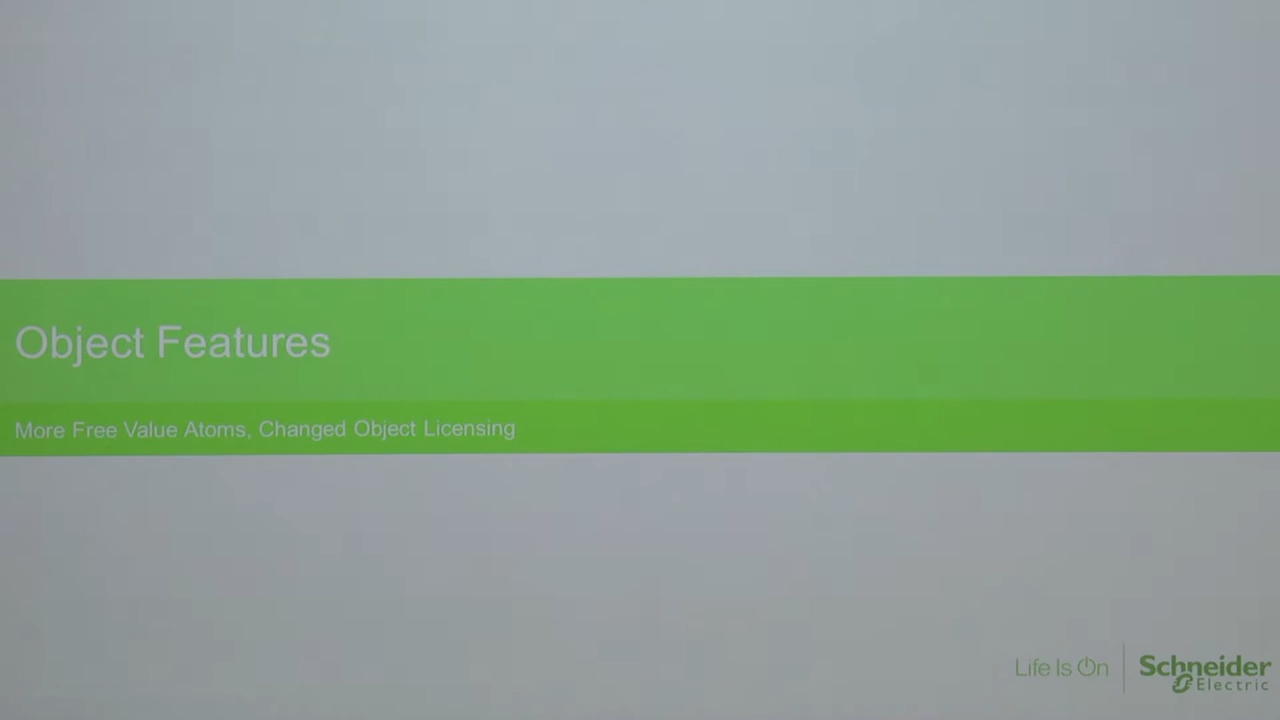 Object Features
More Free Value Atoms, Changed Object Licensing
Life Is On
Schneider
Electric